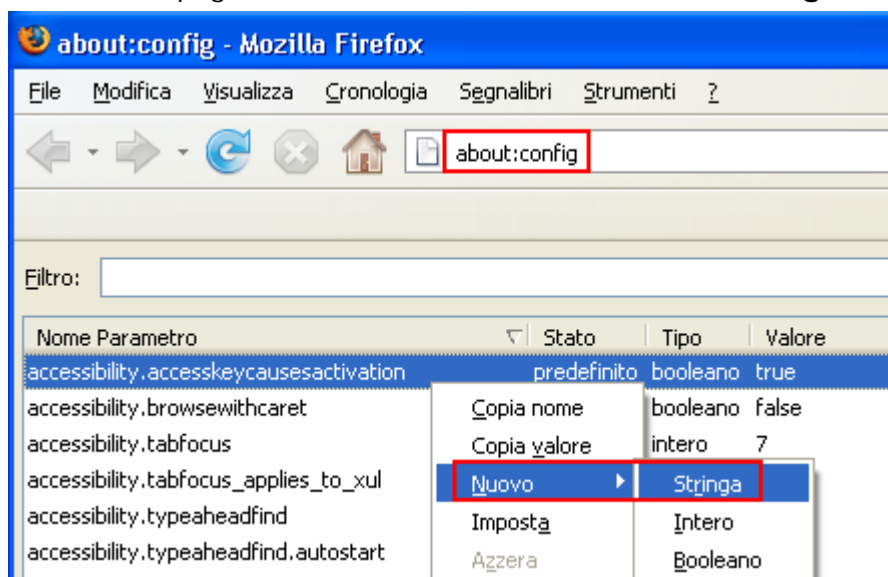 about:config - Mozilla Firefox
File Modifica Visualizza Cronologia Segnalibri Strumenti ?
about:config
Filtro:
Nome Parametro Stato Tipo Valore
accessibility.accesskeycausesactivation predefinito booleano true
accessibility.browsewithcaret Copia nome booleano false
accessibility.tabfocus Copia valore intero 7
accessibility.tabfocus_applies_to_xul Nuovo Stringa
accessibility.typeaheadfind Imposta Intero
accessibility.typeaheadfind.autostart Azzera Booleano